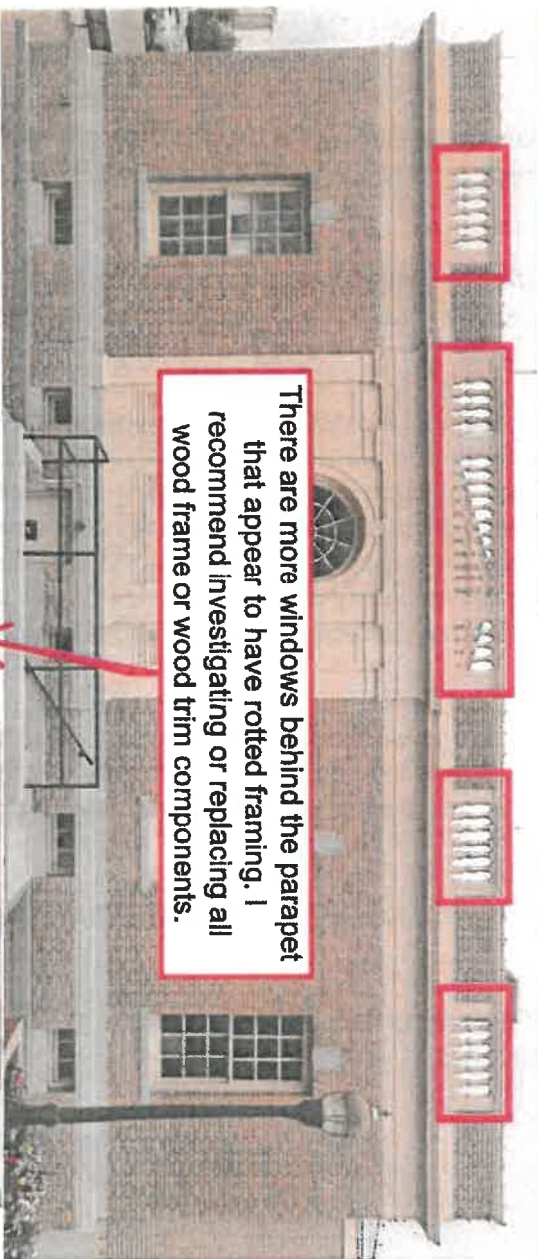 There are more windows behind the parapet
that appear to have rotted framing. I
recommend investigating or replacing all
wood frame or wood trim components.